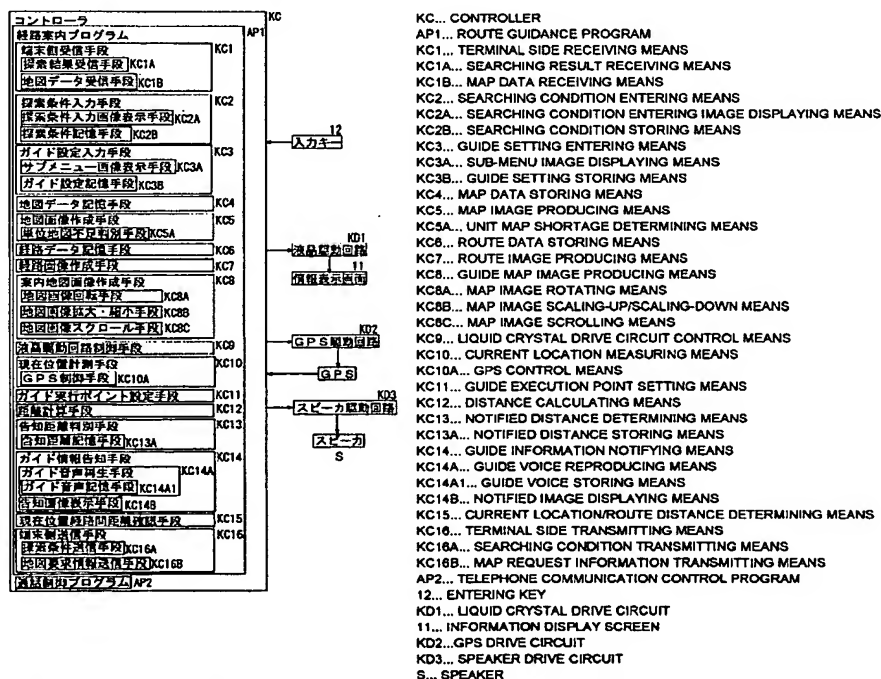 コントローラ KC
経路案内プログラム AP1
端末側受信手段 KC1
探索結果受信手段 KC1A
地図データ受信手段 KC1B
探索条件入力手段 KC2
探索条件入力画像表示手段 KC2A
探索条件記憶手段 KC2B
ガイド設定入力手段 KC3
サブメニュー画像表示手段 KC3A
ガイド設定記憶手段 KC3B
地図データ記憶手段 KC4
地図画像作成手段 KC5
単位地図不足判別手段 KC5A
経路データ記憶手段 KC6
経路画像作成手段 KC7
案内地図画像作成手段 KC8
地図画像回転手段 KC8A
地図画像拡大・縮小手段 KC8B
地図画像スクロール手段 KC8C
液晶駆動回路制御手段 KC9
現在位置計測手段 KC10
GPS制御手段 KC10A
ガイド実行ポイント設定手段 KC11
距離計算手段 KC12
告知距離判別手段 KC13
告知距離記憶手段 KC13A
ガイド情報告知手段 KC14
ガイド音声再生手段 KC14A
ガイド音声記憶手段 KC14A1
告知画像表示手段 KC14B
現在位置経路間距離確認手段 KC15
端末側送信手段 KC16
探索条件送信手段 KC16A
地図要求情報送信手段 KC16B
通話制御プログラム AP2
12
入力キー
KD1
液晶駆動回路
11
情報表示画面
KD2
GPS駆動回路
GPS
KD3
スピーカ駆動回路
スピーカ
S
KC... CONTROLLER
AP1... ROUTE GUIDANCE PROGRAM
KC1... TERMINAL SIDE RECEIVING MEANS
KC1A... SEARCHING RESULT RECEIVING MEANS
KC1B... MAP DATA RECEIVING MEANS
KC2... SEARCHING CONDITION ENTERING MEANS
KC2A... SEARCHING CONDITION ENTERING IMAGE DISPLAYING MEANS
KC2B... SEARCHING CONDITION STORING MEANS
KC3... GUIDE SETTING ENTERING MEANS
KC3A... SUB-MENU IMAGE DISPLAYING MEANS
KC3B... GUIDE SETTING STORING MEANS
KC4... MAP DATA STORING MEANS
KC5... MAP IMAGE PRODUCING MEANS
KC5A... UNIT MAP SHORTAGE DETERMINING MEANS
KC6... ROUTE DATA STORING MEANS
KC7... ROUTE IMAGE PRODUCING MEANS
KC8... GUIDE MAP IMAGE PRODUCING MEANS
KC8A... MAP IMAGE ROTATING MEANS
KC8B... MAP IMAGE SCALING-UP/SCALING-DOWN MEANS
KC8C... MAP IMAGE SCROLLING MEANS
KC9... LIQUID CRYSTAL DRIVE CIRCUIT CONTROL MEANS
KC10... CURRENT LOCATION MEASURING MEANS
KC10A... GPS CONTROL MEANS
KC11... GUIDE EXECUTION POINT SETTING MEANS
KC12... DISTANCE CALCULATING MEANS
KC13... NOTIFIED DISTANCE DETERMINING MEANS
KC13A... NOTIFIED DISTANCE STORING MEANS
KC14... GUIDE INFORMATION NOTIFYING MEANS
KC14A... GUIDE VOICE REPRODUCING MEANS
KC14A1... GUIDE VOICE STORING MEANS
KC14B... NOTIFIED IMAGE DISPLAYING MEANS
KC15... CURRENT LOCATION/ROUTE DISTANCE DETERMINING MEANS
KC16... TERMINAL SIDE TRANSMITTING MEANS
KC16A... SEARCHING CONDITION TRANSMITTING MEANS
KC16B... MAP REQUEST INFORMATION TRANSMITTING MEANS
AP2... TELEPHONE COMMUNICATION CONTROL PROGRAM
12... ENTERING KEY
KD1... LIQUID CRYSTAL DRIVE CIRCUIT
11... INFORMATION DISPLAY SCREEN
KD2...GPS DRIVE CIRCUIT
KD3... SPEAKER DRIVE CIRCUIT
S... SPEAKER